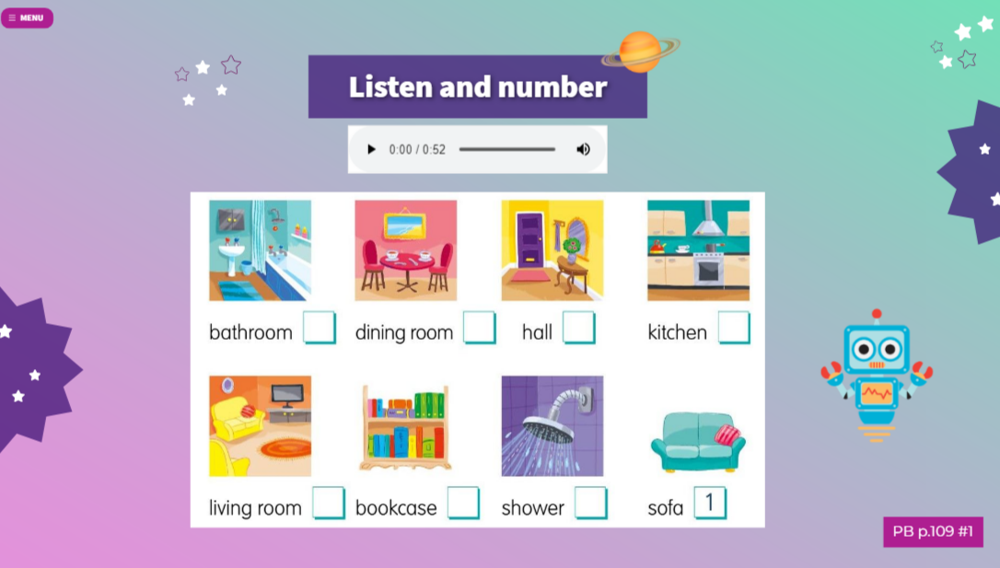 ☰ MENU
Listen and number
0:00 / 0:52
bathroom
dining room
hall
kitchen
living room
bookcase
shower
sofa 1
PB p.109 #1